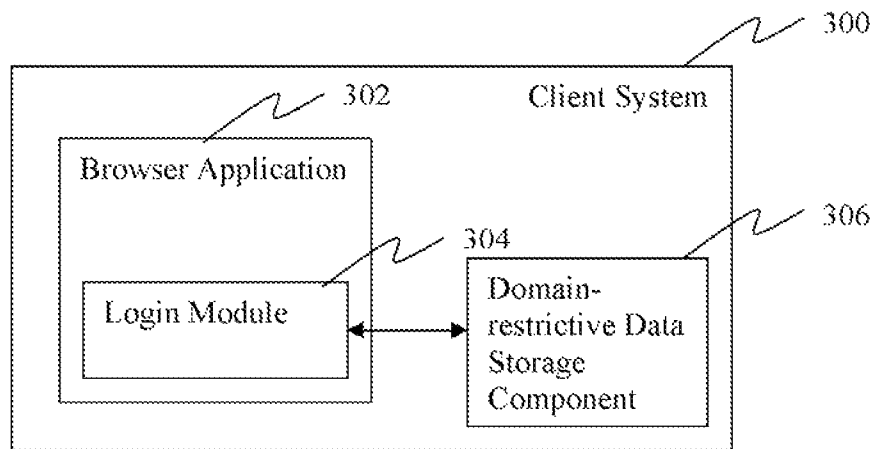 300
Client System
302
Browser Application
306
304
Login Module
Domain-
restrictive Data
Storage
Component